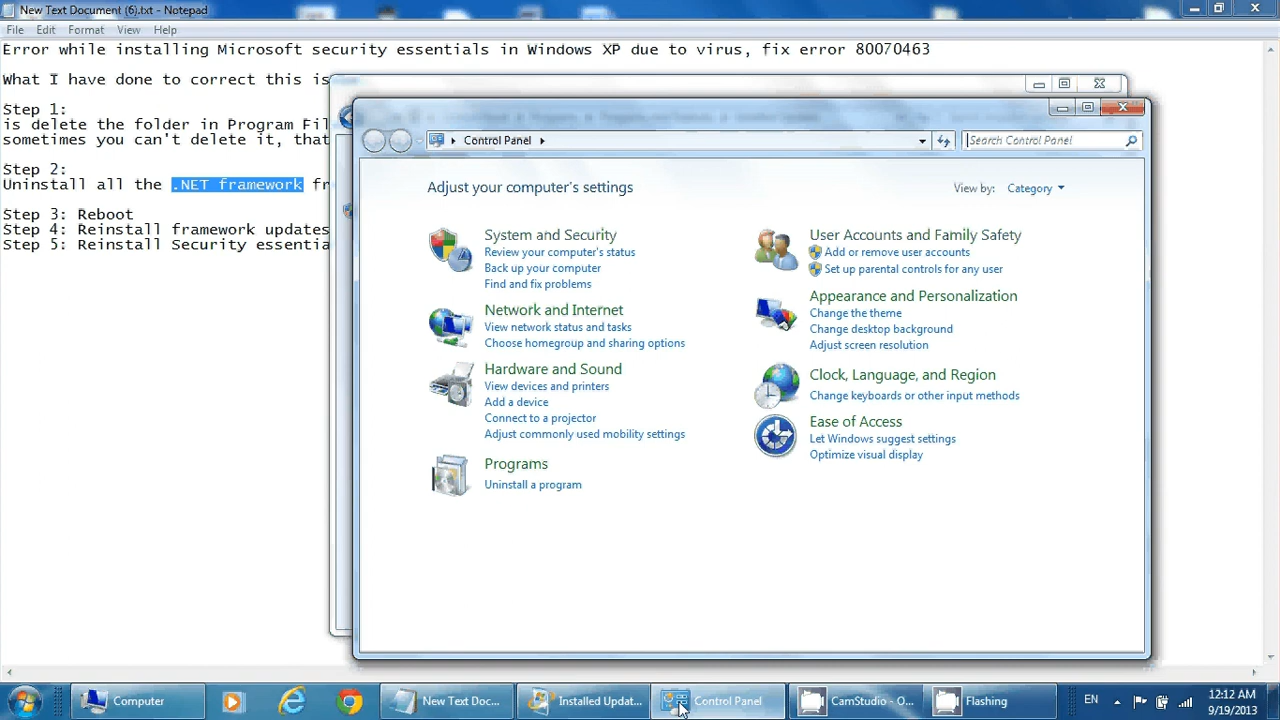 New Text Document (6).txt - Notepad
File Edit Format View Help
Error while installing Microsoft security essentials in Windows XP due to virus, fix error 80070463
What I have done to correct this is
Step 1:
is delete the folder in Program Fil
sometimes you can't delete it, that
Step 2:
Uninstall all the .NET framework fr
Step 3: Reboot
Step 4: Reinstall framework updates
Step 5: Reinstall Security essentia
Control Panel
Search Control Panel
Adjust your computer's settings
View by: Category
System and Security
Review your computer's status
Back up your computer
Find and fix problems
Network and Internet
View network status and tasks
Choose homegroup and sharing options
Hardware and Sound
View devices and printers
Add a device
Connect to a projector
Adjust commonly used mobility settings
Programs
Uninstall a program
User Accounts and Family Safety
Add or remove user accounts
Set up parental controls for any user
Appearance and Personalization
Change the theme
Change desktop background
Adjust screen resolution
Clock, Language, and Region
Change keyboards or other input methods
Ease of Access
Let Windows suggest settings
Optimize visual display
Computer
New Text Doc...
Installed Updat...
Control Panel
CamStudio - O...
Flashing
EN
12:12 AM
9/19/2013